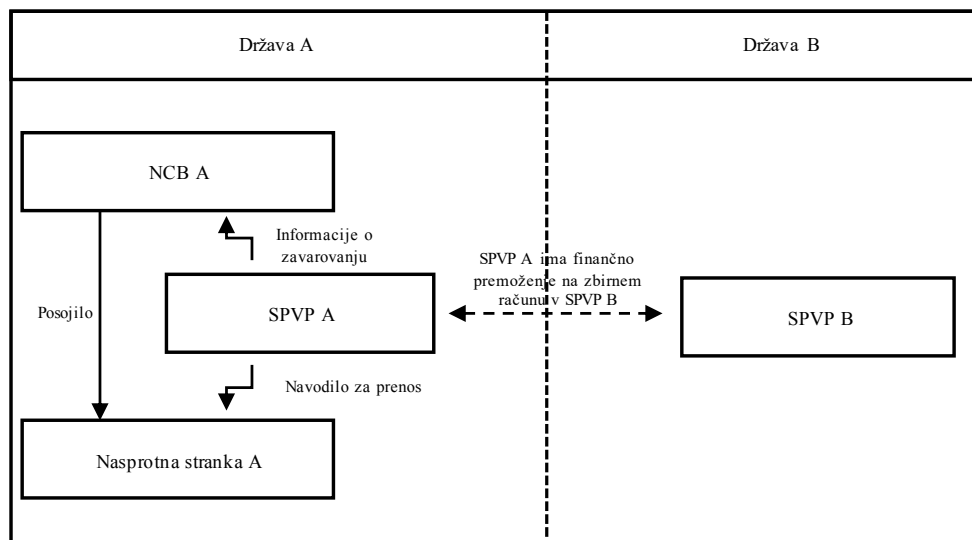 Država A
Država B
NCB A
Informacije o
zavarovanju
SPVP A ima finančno
premoženje na zbirnem
računu v SPVP B
Posojilo
SPVP A
SPVP B
Navodilo za prenos
Nasprotna stranka A